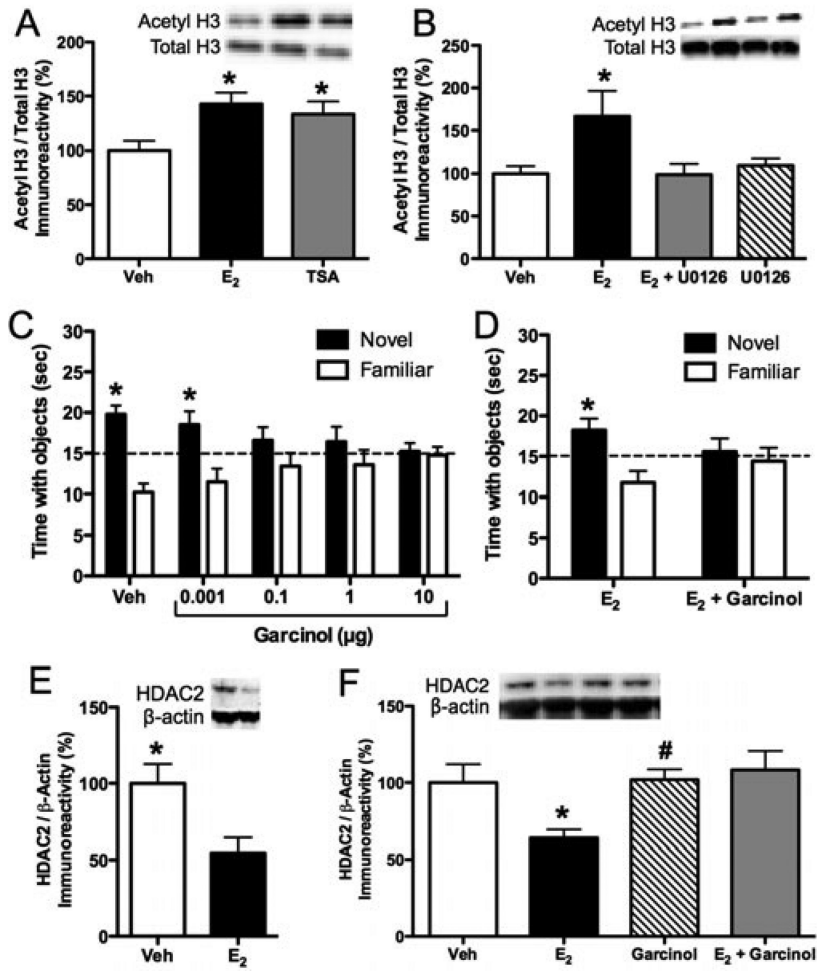 A
Acetyl H3
Total H3
Acetyl H3 / Total H3
Immunoreactivity (%)
200
150
100
50
0
*
*
Veh
E₂
TSA
B
Acetyl H3
Total H3
Acetyl H3 / Total H3
Immunoreactivity (%)
250
200
150
100
50
0
*
Veh
E₂
E₂ + U0126
U0126
C
Time with objects (sec)
30
25
20
15
10
5
0
Novel
Familiar
*
*
Veh
0.001
0.1
1
10
Garcinol (µg)
D
Time with objects (sec)
30
25
20
15
10
5
0
Novel
Familiar
*
E₂
E₂ + Garcinol
E
HDAC2
β-actin
HDAC2 / β-Actin
Immunoreactivity (%)
150
100
50
0
*
Veh
E₂
F
HDAC2
β-actin
HDAC2 / β-Actin
Immunoreactivity (%)
150
100
50
0
*
#
Veh
E₂
Garcinol
E₂ + Garcinol